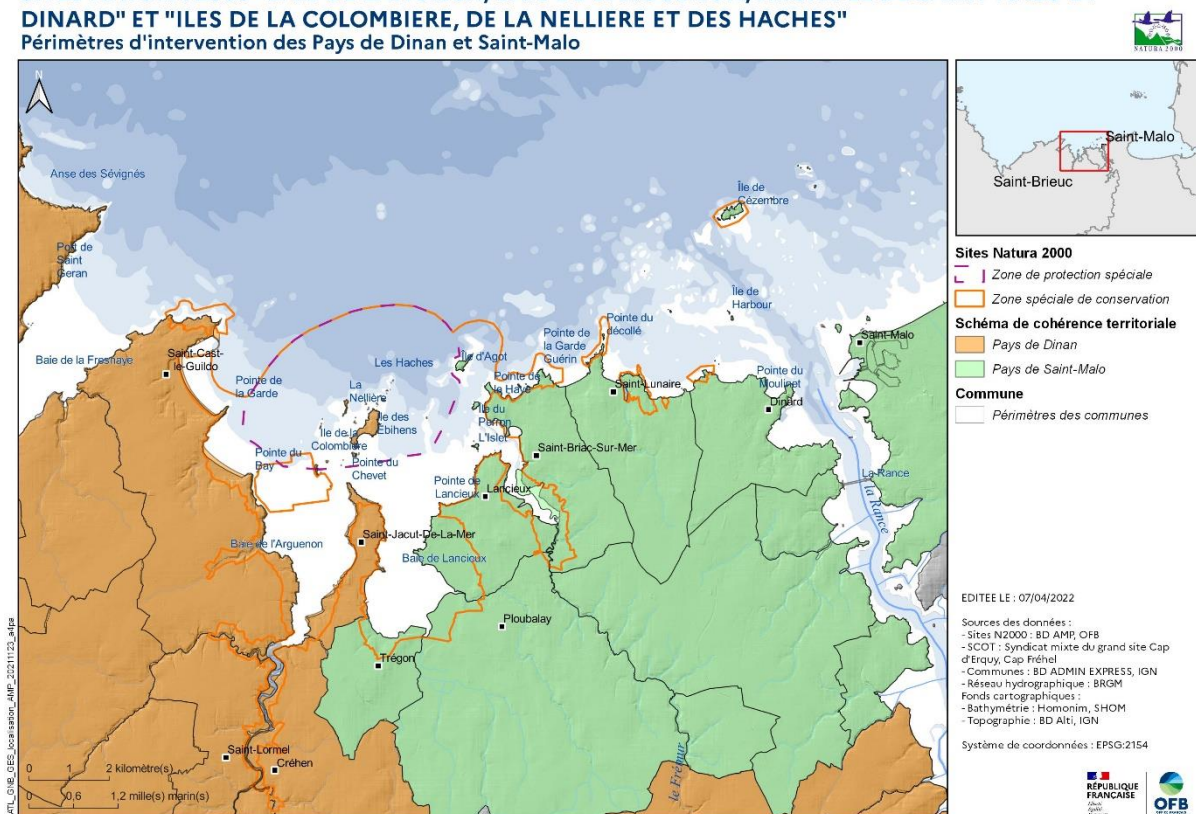 DINARD" ET "ILES DE LA COLOMBIERE, DE LA NELLIERE ET DES HACHES"
Périmètres d'intervention des Pays de Dinan et Saint-Malo
NATURA 2000
N
Anse des Sévignés
Port de
Saint
Geran
Baie de la Fresnaye
Saint-Cast-
le-Guildo
Pointe de
la Garde
Les Haches
La
Nellière
Île de la
Colombière
Île des
Ebihens
Pointe du
Bay
Pointe du
Chevet
Île d'Agot
Pointe de
la Haye
Île du
Perron
L'Islet
Pointe de
la Garde
Guérin
Pointe du
décollé
Île de
Cézembre
Île de
Harbour
Saint-Malo
Saint-Lunaire
Pointe du
Moulinet
Dinard
Saint-Briac-Sur-Mer
Pointe de
Lancieux
Lancieux
La Rance
la Rance
Baie de l'Arguenon
Saint-Jacut-De-La-Mer
Baie de Lancieux
Ploubalay
Trégon
Saint-Lormel
Créhen
le Frémur
0 1 2 kilomètre(s)
0 0,6 1,2 mille(s) marin(s)
ATL_GNB_GES_localisation_AMP_20211123_a4pa
Saint-Malo
Saint-Brieuc
Sites Natura 2000
Zone de protection spéciale
Zone spéciale de conservation
Schéma de cohérence territoriale
Pays de Dinan
Pays de Saint-Malo
Commune
Périmètres des communes
EDITEE LE : 07/04/2022
Sources des données :
- Sites N2000 : BD AMP, OFB
- SCOT : Syndicat mixte du grand site Cap
d'Erquy, Cap Fréhel
- Communes : BD ADMIN EXPRESS, IGN
- Réseau hydrographique : BRGM
Fonds cartographiques :
- Bathymétrie : Homonim, SHOM
- Topographie : BD Alti, IGN
Système de coordonnées : EPSG:2154
RÉPUBLIQUE
FRANÇAISE
OFB